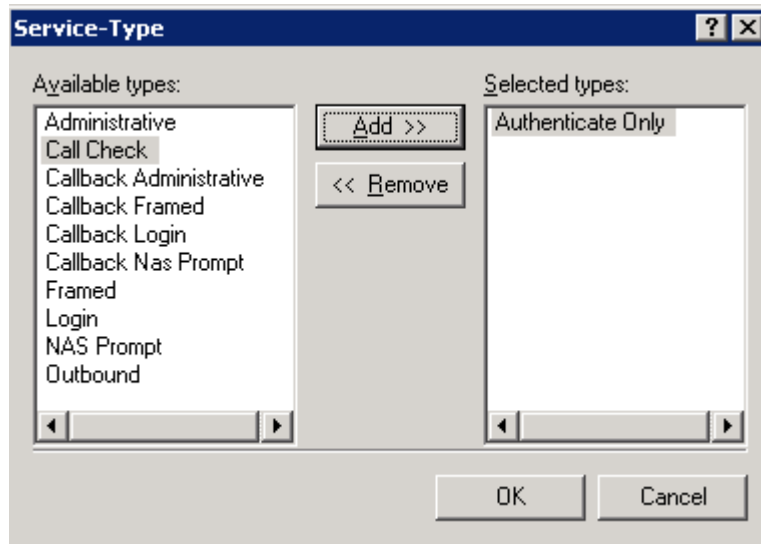 Service-Type
Available types:
Selected types:
Administrative
Call Check
Callback Administrative
Callback Framed
Callback Login
Callback Nas Prompt
Framed
Login
NAS Prompt
Outbound
Add >>
<< Remove
Authenticate Only
OK
Cancel